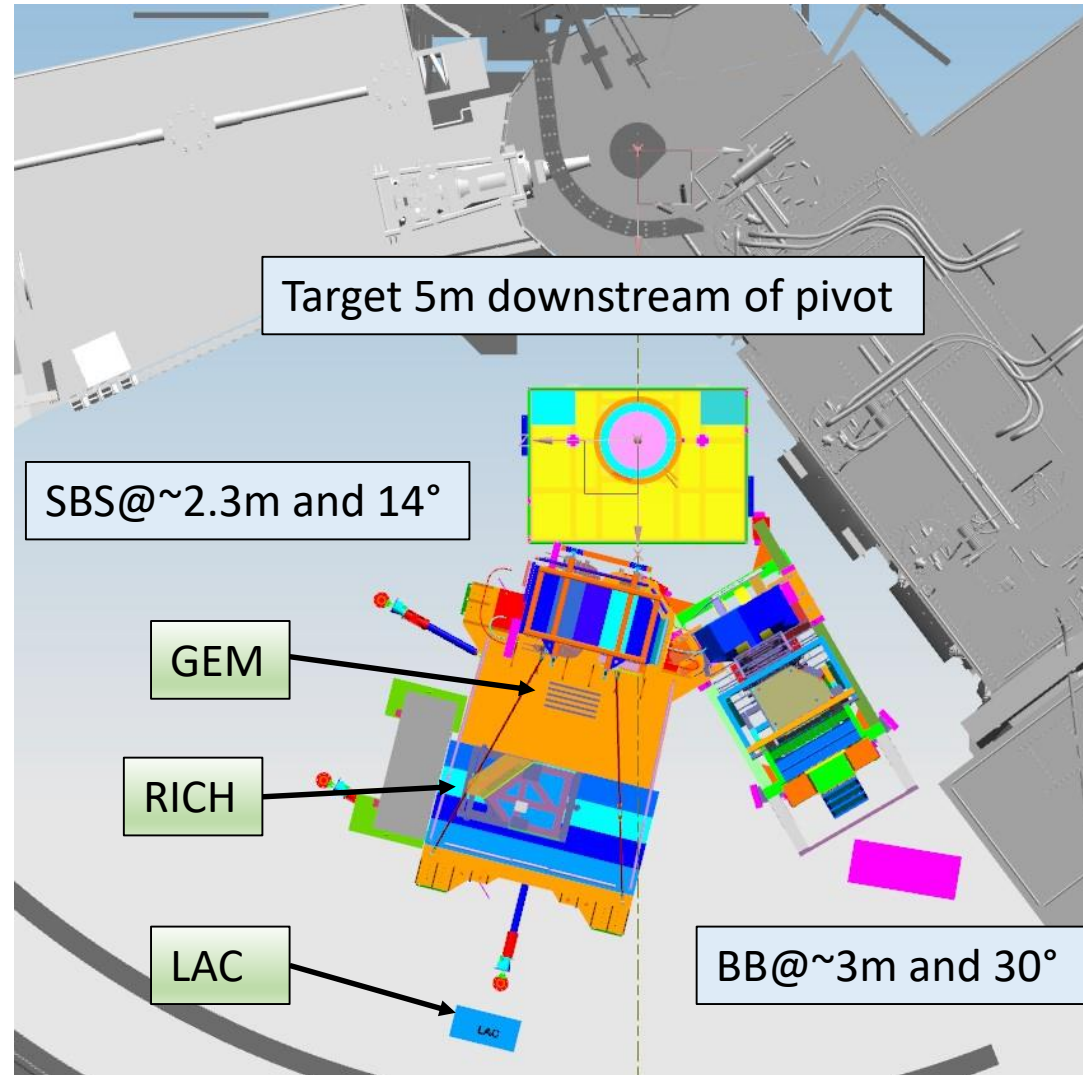 Target 5m downstream of pivot
SBS@~2.3m and 14°
GEM
RICH
LAC
BB@~3m and 30°
LAC